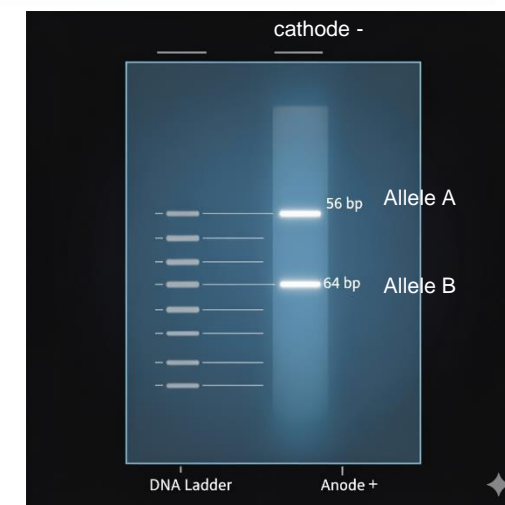 cathode -
56 bp Allele A
64 bp Allele B
DNA Ladder Anode +